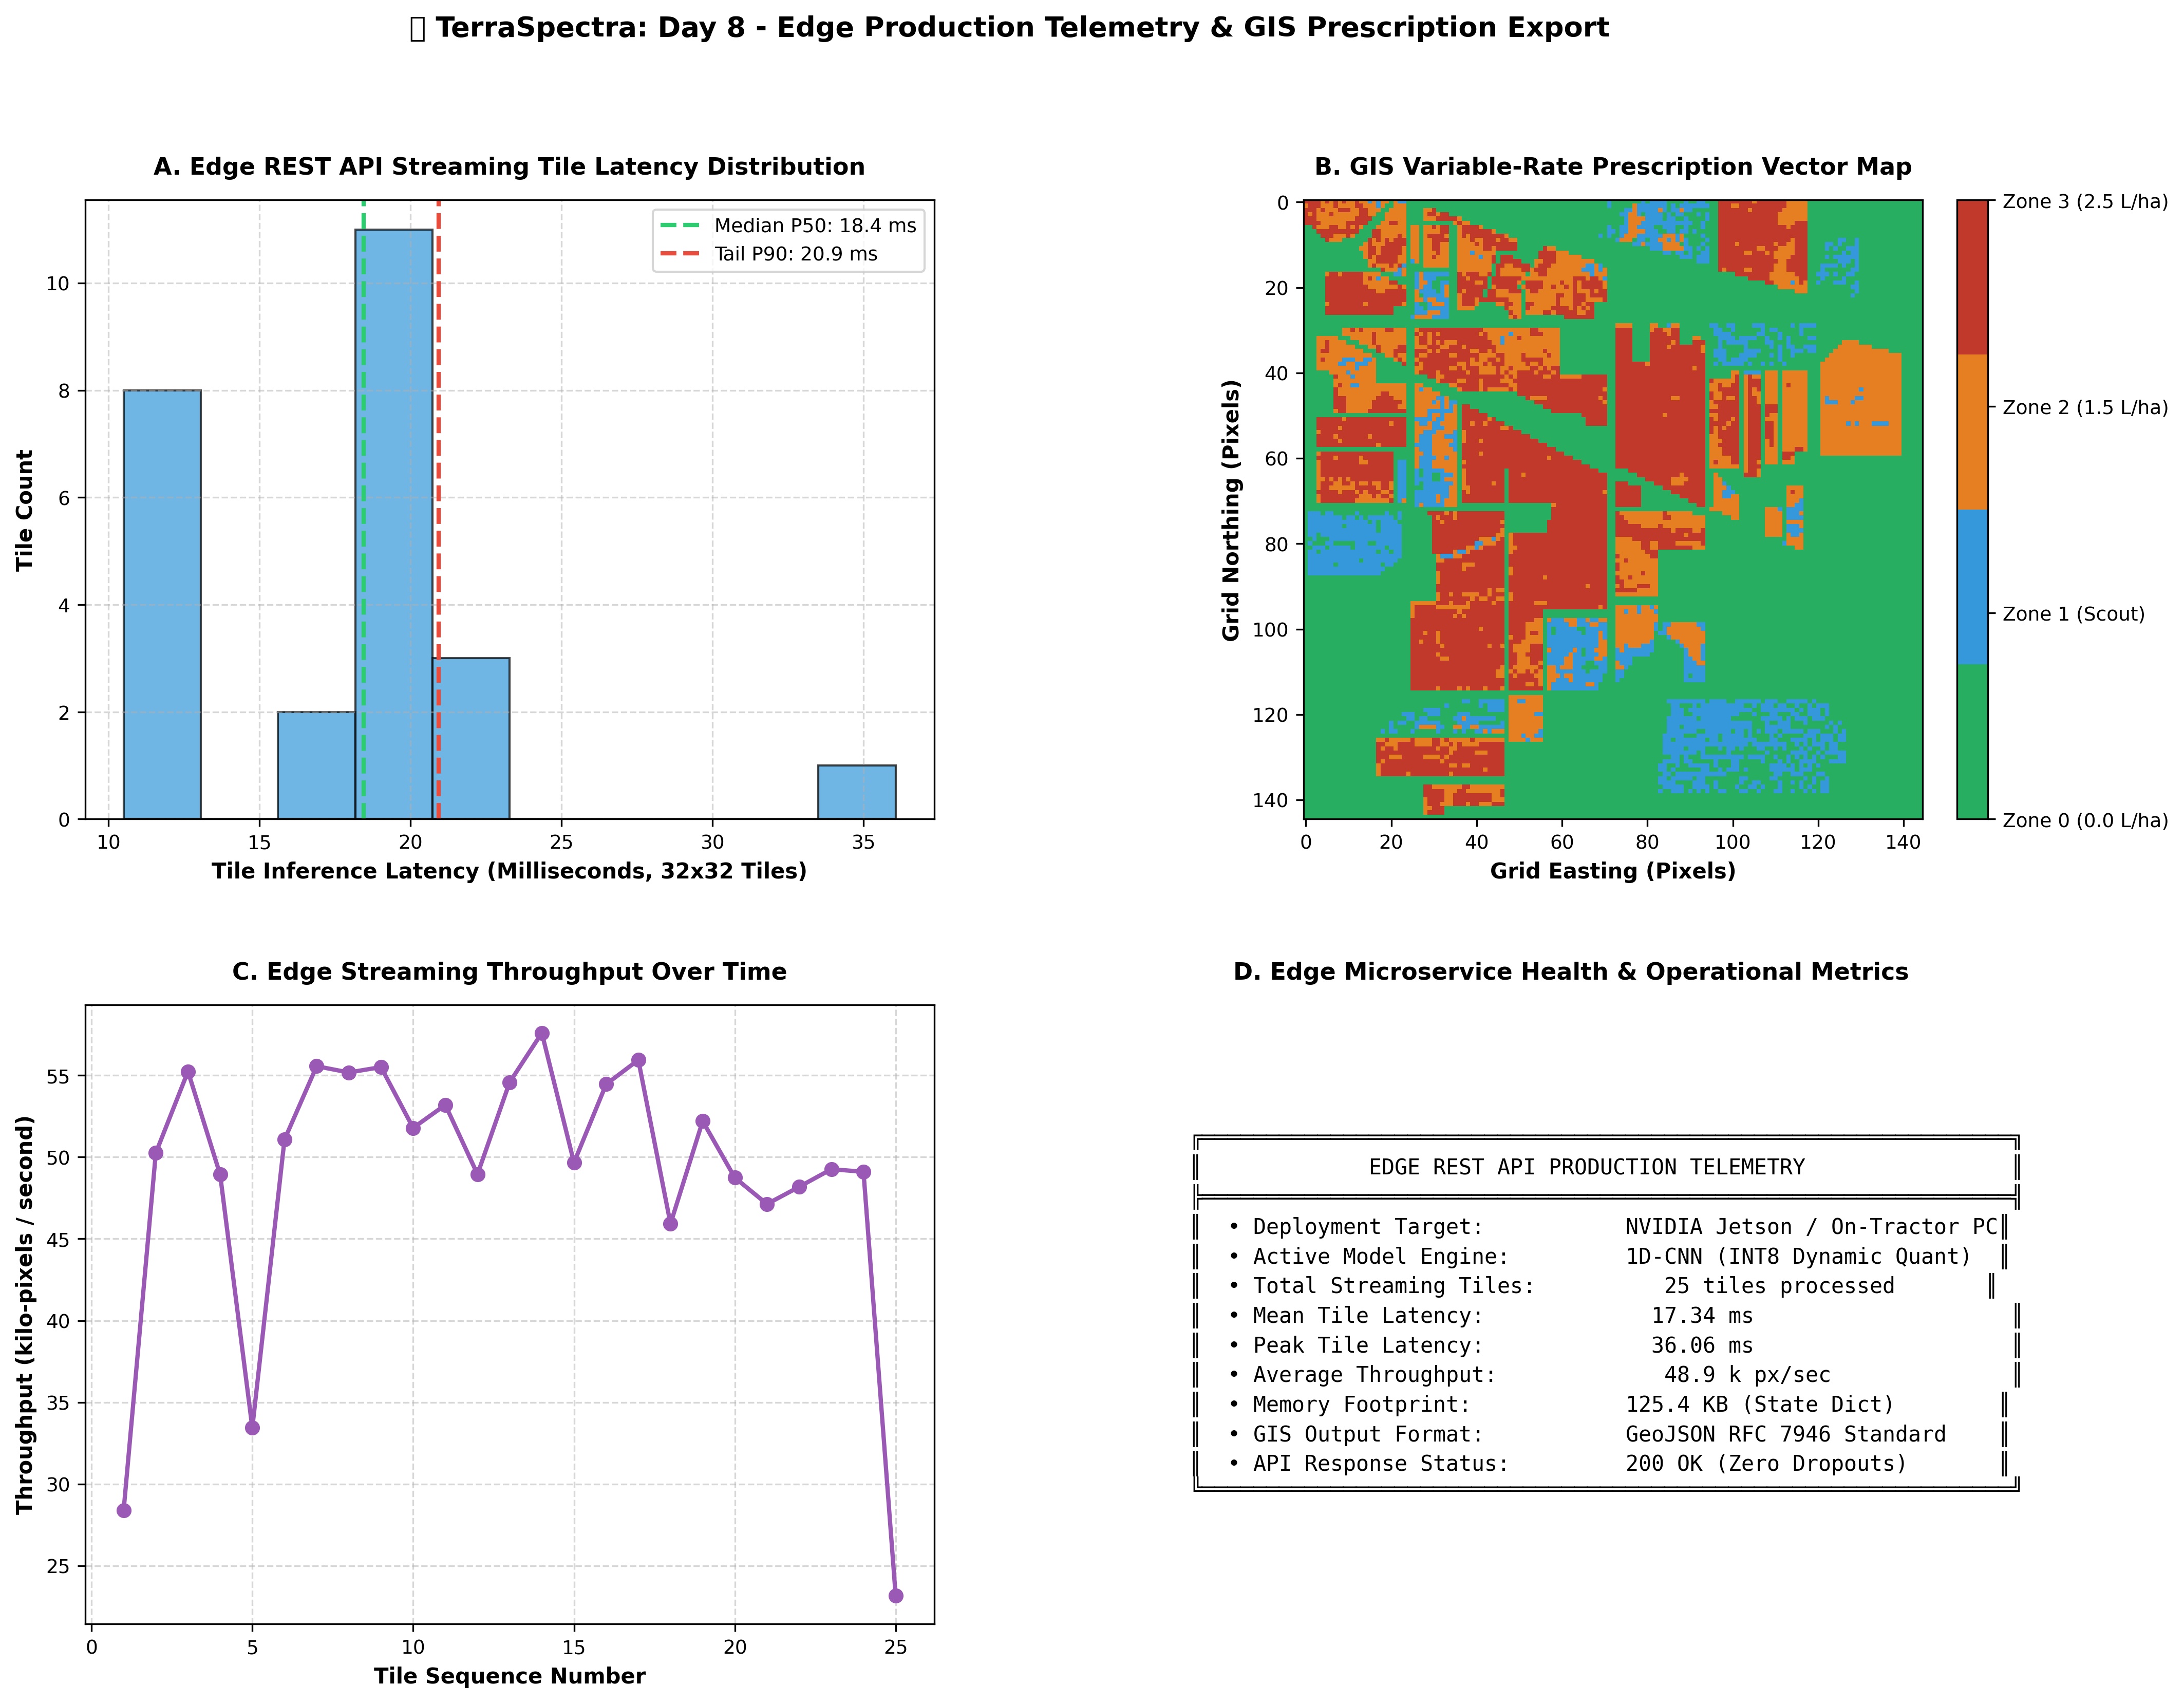 TerraSpectra: Day 8 - Edge Production Telemetry & GIS Prescription Export
A. Edge REST API Streaming Tile Latency Distribution
Median P50: 18.4 ms
Tail P90: 20.9 ms
10
8
6
4
2
0
Tile Count
10 15 20 25 30 35
Tile Inference Latency (Milliseconds, 32x32 Tiles)
B. GIS Variable-Rate Prescription Vector Map
0
20
40
60
80
100
120
140
Grid Northing (Pixels)
0 20 40 60 80 100 120 140
Grid Easting (Pixels)
Zone 3 (2.5 L/ha)
Zone 2 (1.5 L/ha)
Zone 1 (Scout)
Zone 0 (0.0 L/ha)
C. Edge Streaming Throughput Over Time
55
50
45
40
35
30
25
Throughput (kilo-pixels / second)
0 5 10 15 20 25
Tile Sequence Number
D. Edge Microservice Health & Operational Metrics
EDGE REST API PRODUCTION TELEMETRY
• Deployment Target: NVIDIA Jetson / On-Tractor PC
• Active Model Engine: 1D-CNN (INT8 Dynamic Quant)
• Total Streaming Tiles: 25 tiles processed
• Mean Tile Latency: 17.34 ms
• Peak Tile Latency: 36.06 ms
• Average Throughput: 48.9 k px/sec
• Memory Footprint: 125.4 KB (State Dict)
• GIS Output Format: GeoJSON RFC 7946 Standard
• API Response Status: 200 OK (Zero Dropouts)